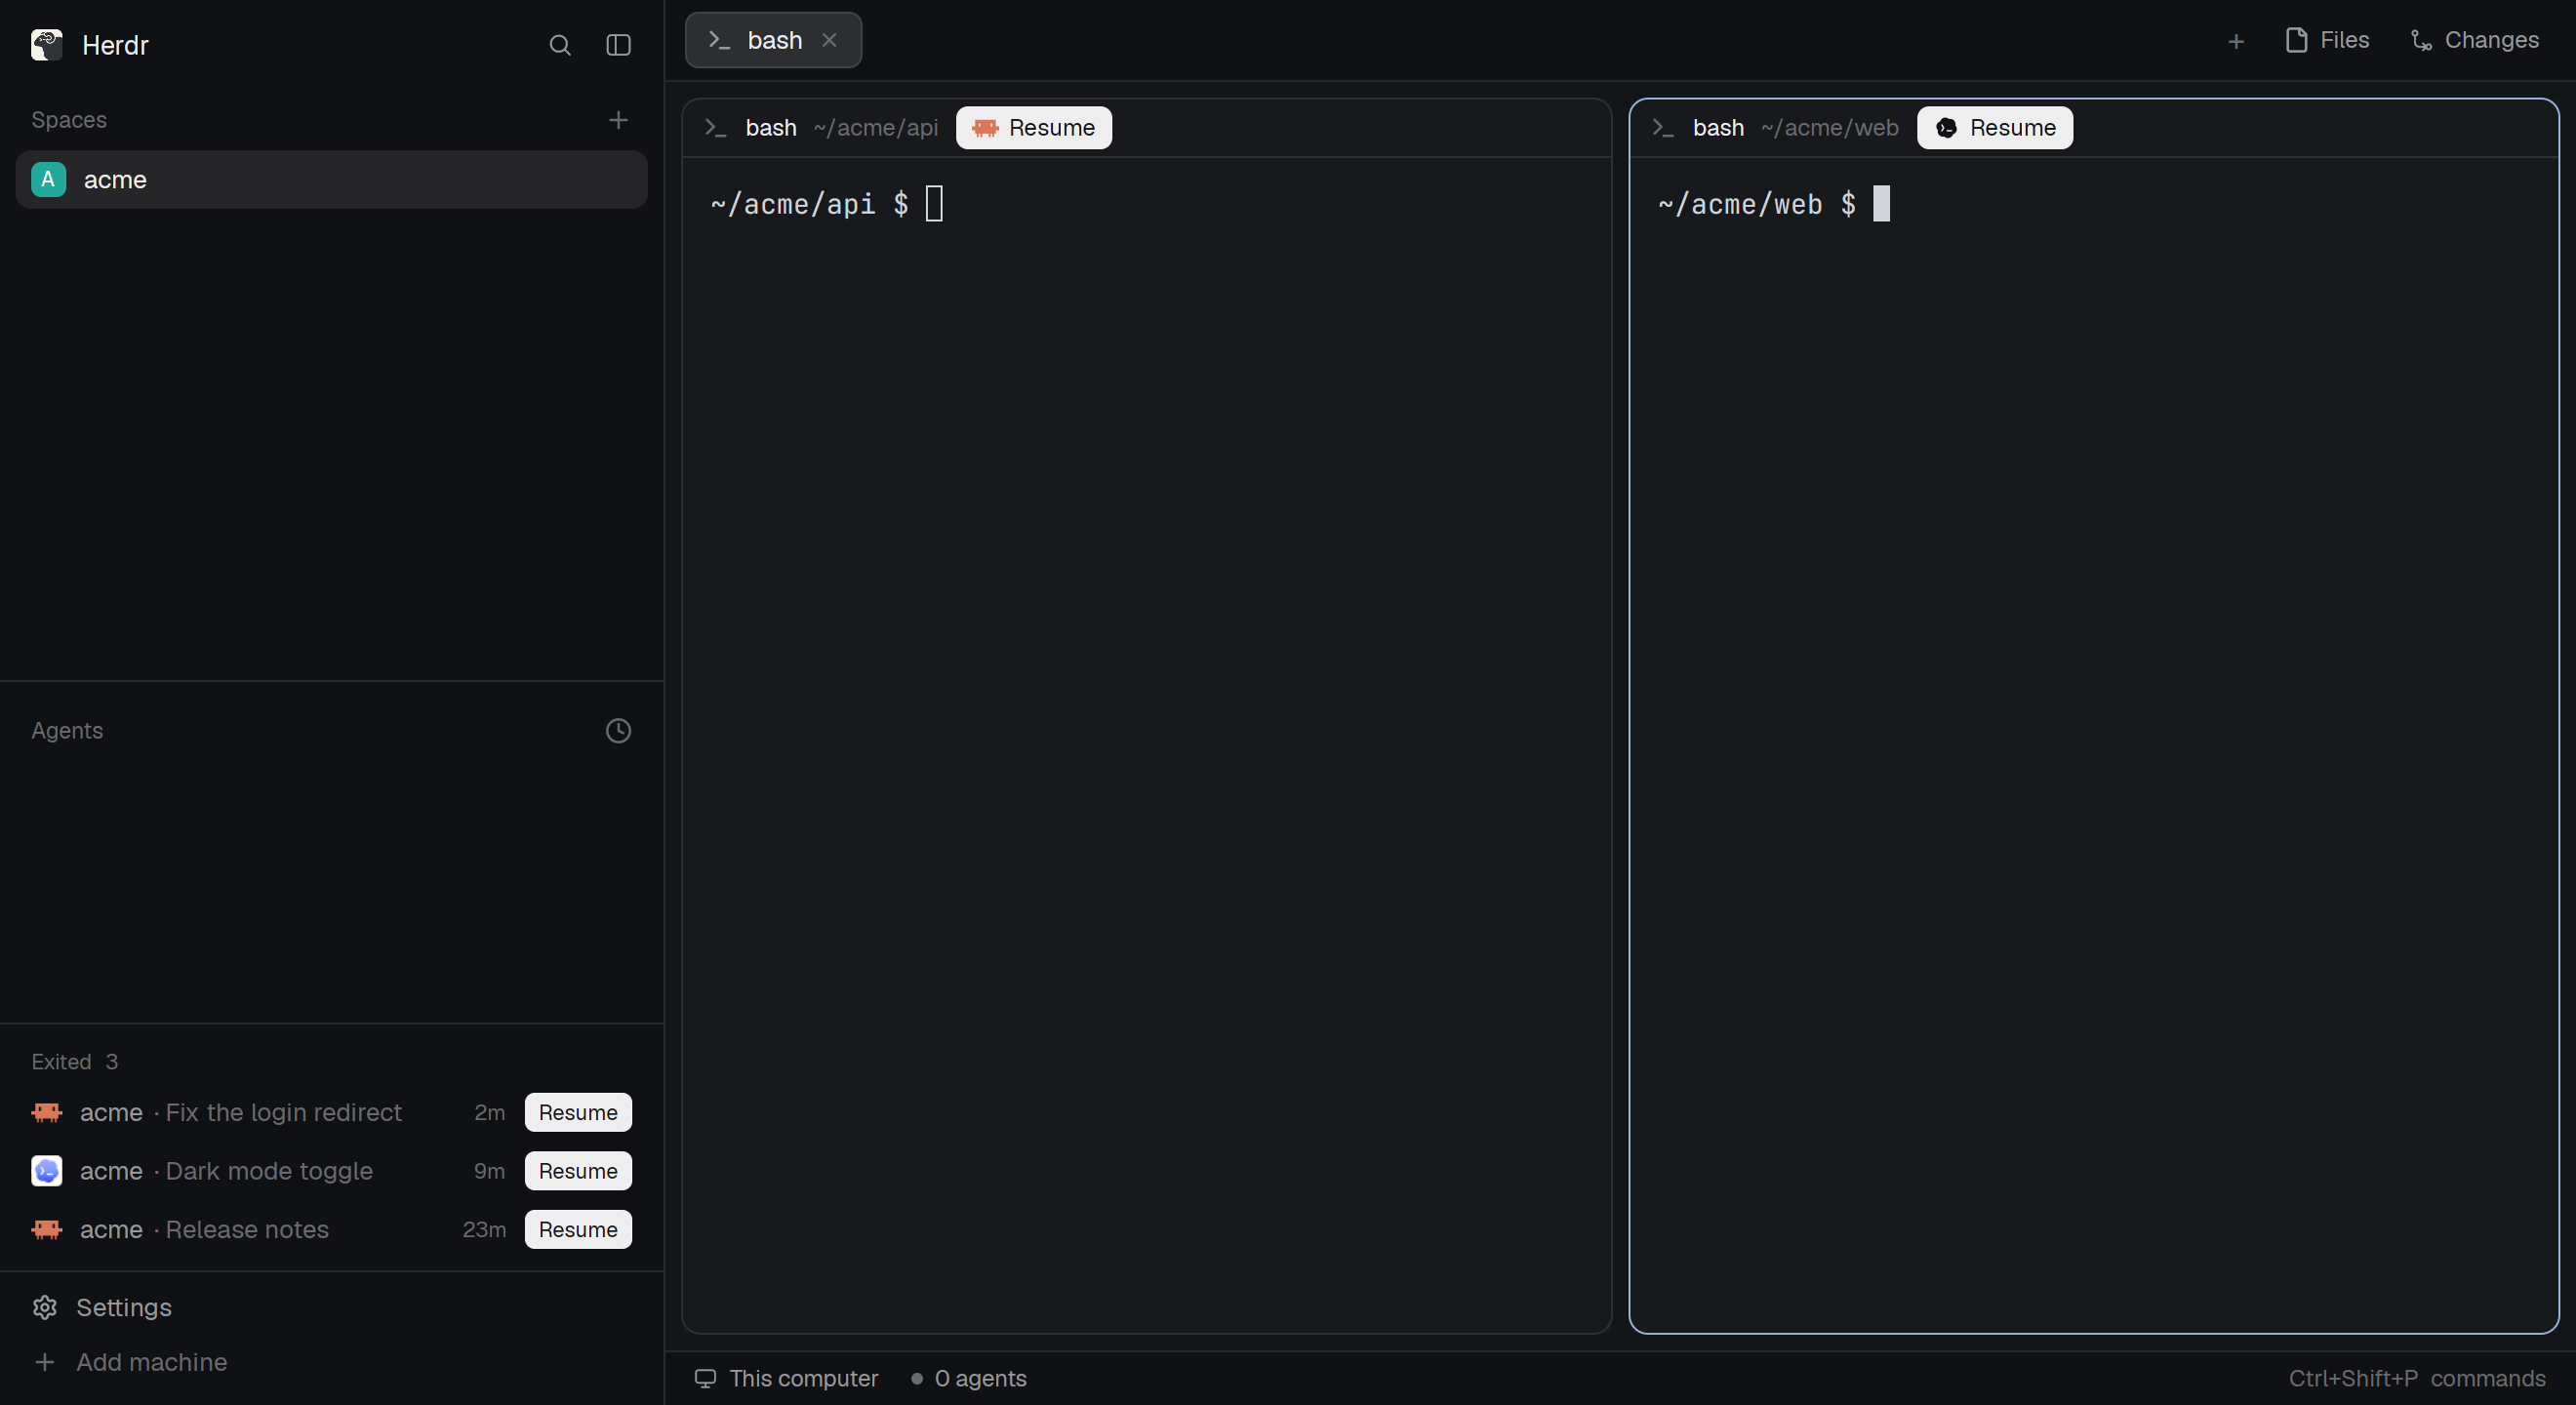 Herdr
Spaces
A acme
Agents
Exited 3
acme · Fix the login redirect 2m Resume
acme · Dark mode toggle 9m Resume
acme · Release notes 23m Resume
Settings
Add machine
bash
Files Changes
bash ~/acme/api Resume
~/acme/api $
bash ~/acme/web Resume
~/acme/web $
This computer 0 agents
Ctrl+Shift+P commands